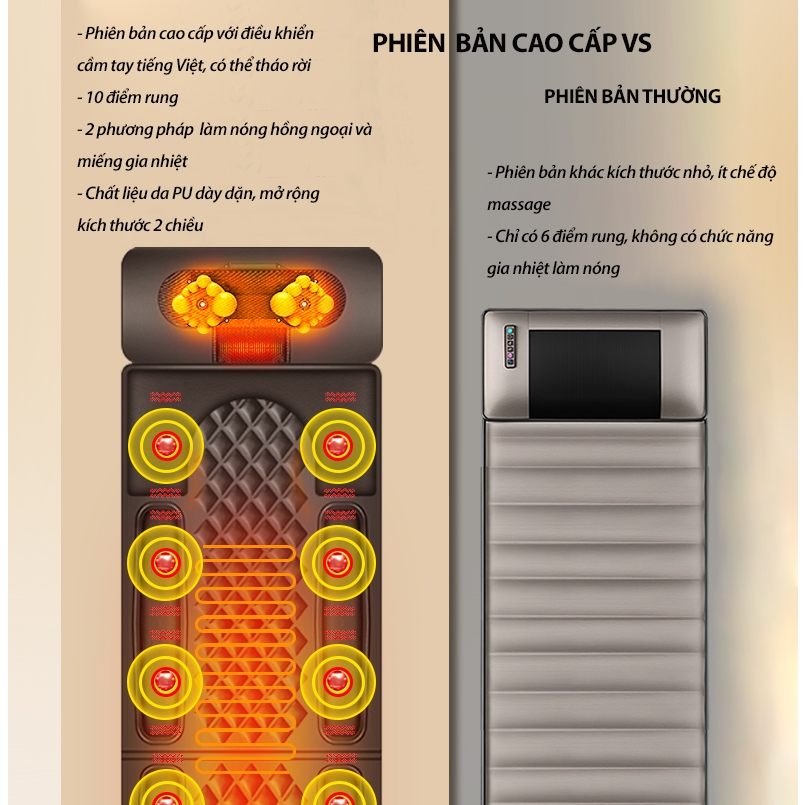 PHIÊN BẢN CAO CẤP VS
PHIÊN BẢN THƯỜNG
- Phiên bản cao cấp với điều khiển
cầm tay tiếng Việt, có thể tháo rời
- 10 điểm rung
- 2 phương pháp làm nóng hồng ngoại và
miếng gia nhiệt
- Chất liệu da PU dày dặn, mở rộng
kích thước 2 chiều
- Phiên bản khác kích thước nhỏ, ít chế độ
massage
- Chỉ có 6 điểm rung, không có chức năng
gia nhiệt làm nóng